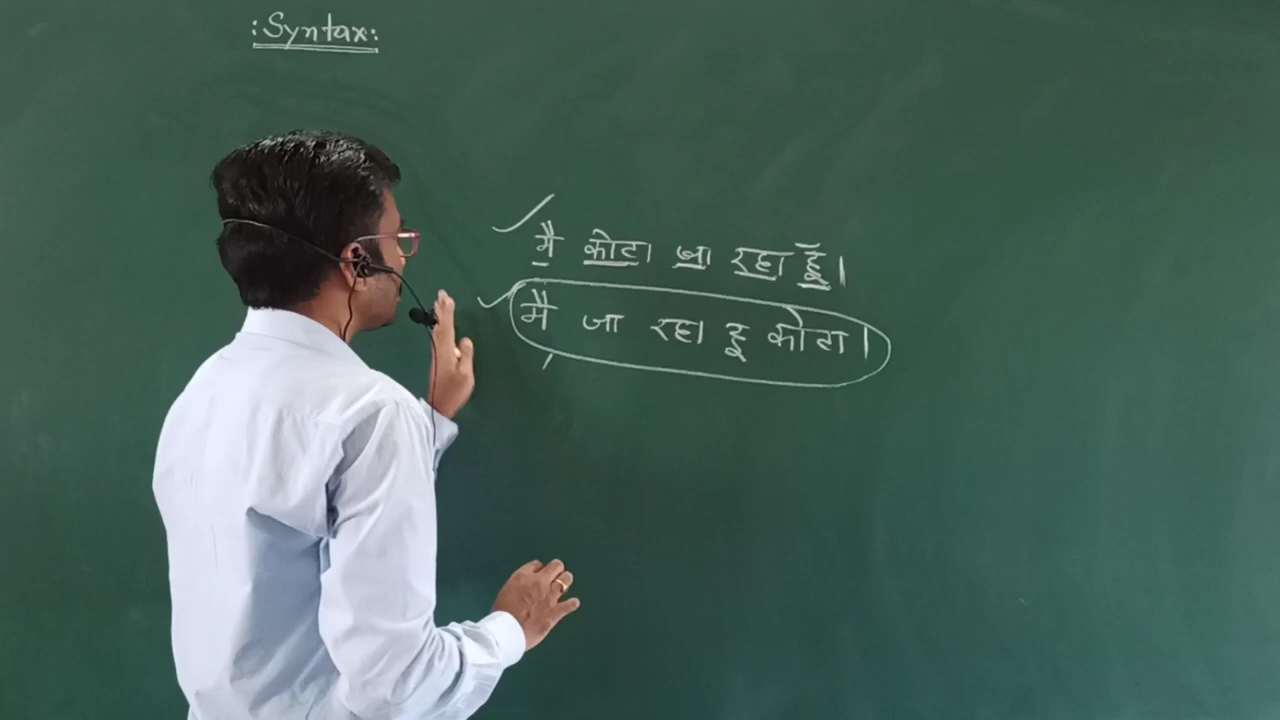 :Syntax:
मैं कोटा जा रहा हूँ।
मैं जा रहा हू कोटा।